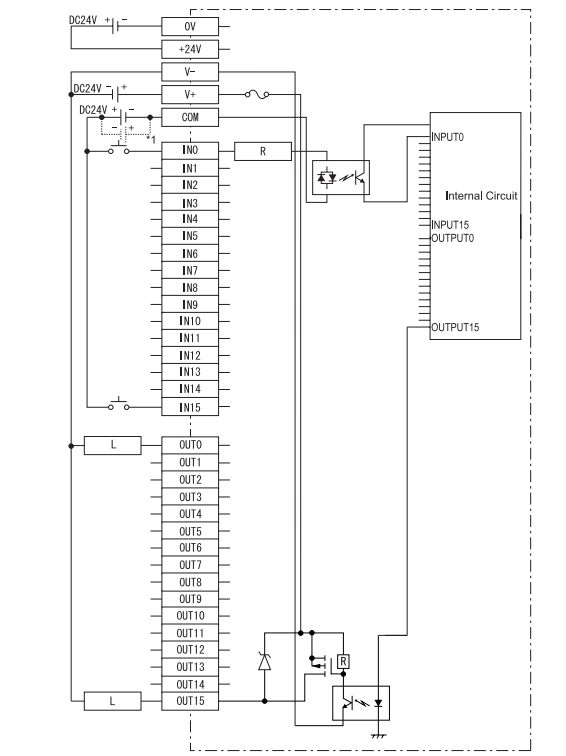 DC24V + - 0V
+24V
V-
DC24V - + V+
DC24V + - COM
- + *1
IN0 R
IN1
IN2
IN3
IN4
IN5
IN6
IN7
IN8
IN9
IN10
IN11
IN12
IN13
IN14
IN15
INPUT0
Internal Circuit
INPUT15
OUTPUT0
OUTPUT15
L OUT0
OUT1
OUT2
OUT3
OUT4
OUT5
OUT6
OUT7
OUT8
OUT9
OUT10
OUT11
OUT12
OUT13
OUT14
L OUT15
R